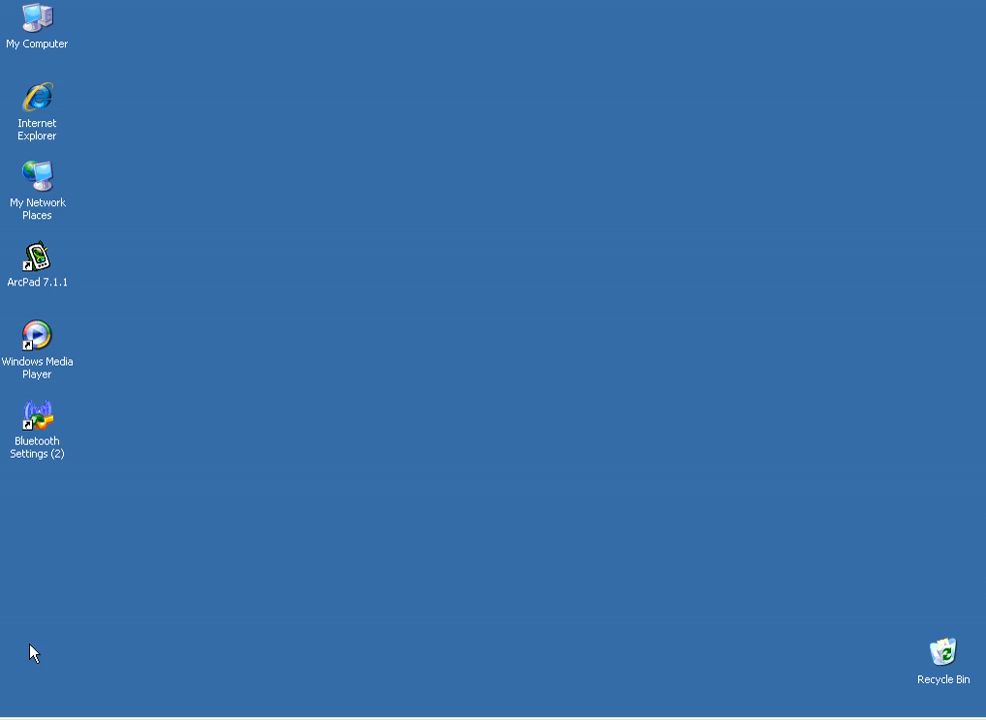 My Computer
Internet
Explorer
My Network
Places
ArcPad 7.1.1
Windows Media
Player
Bluetooth
Settings (2)
Recycle Bin